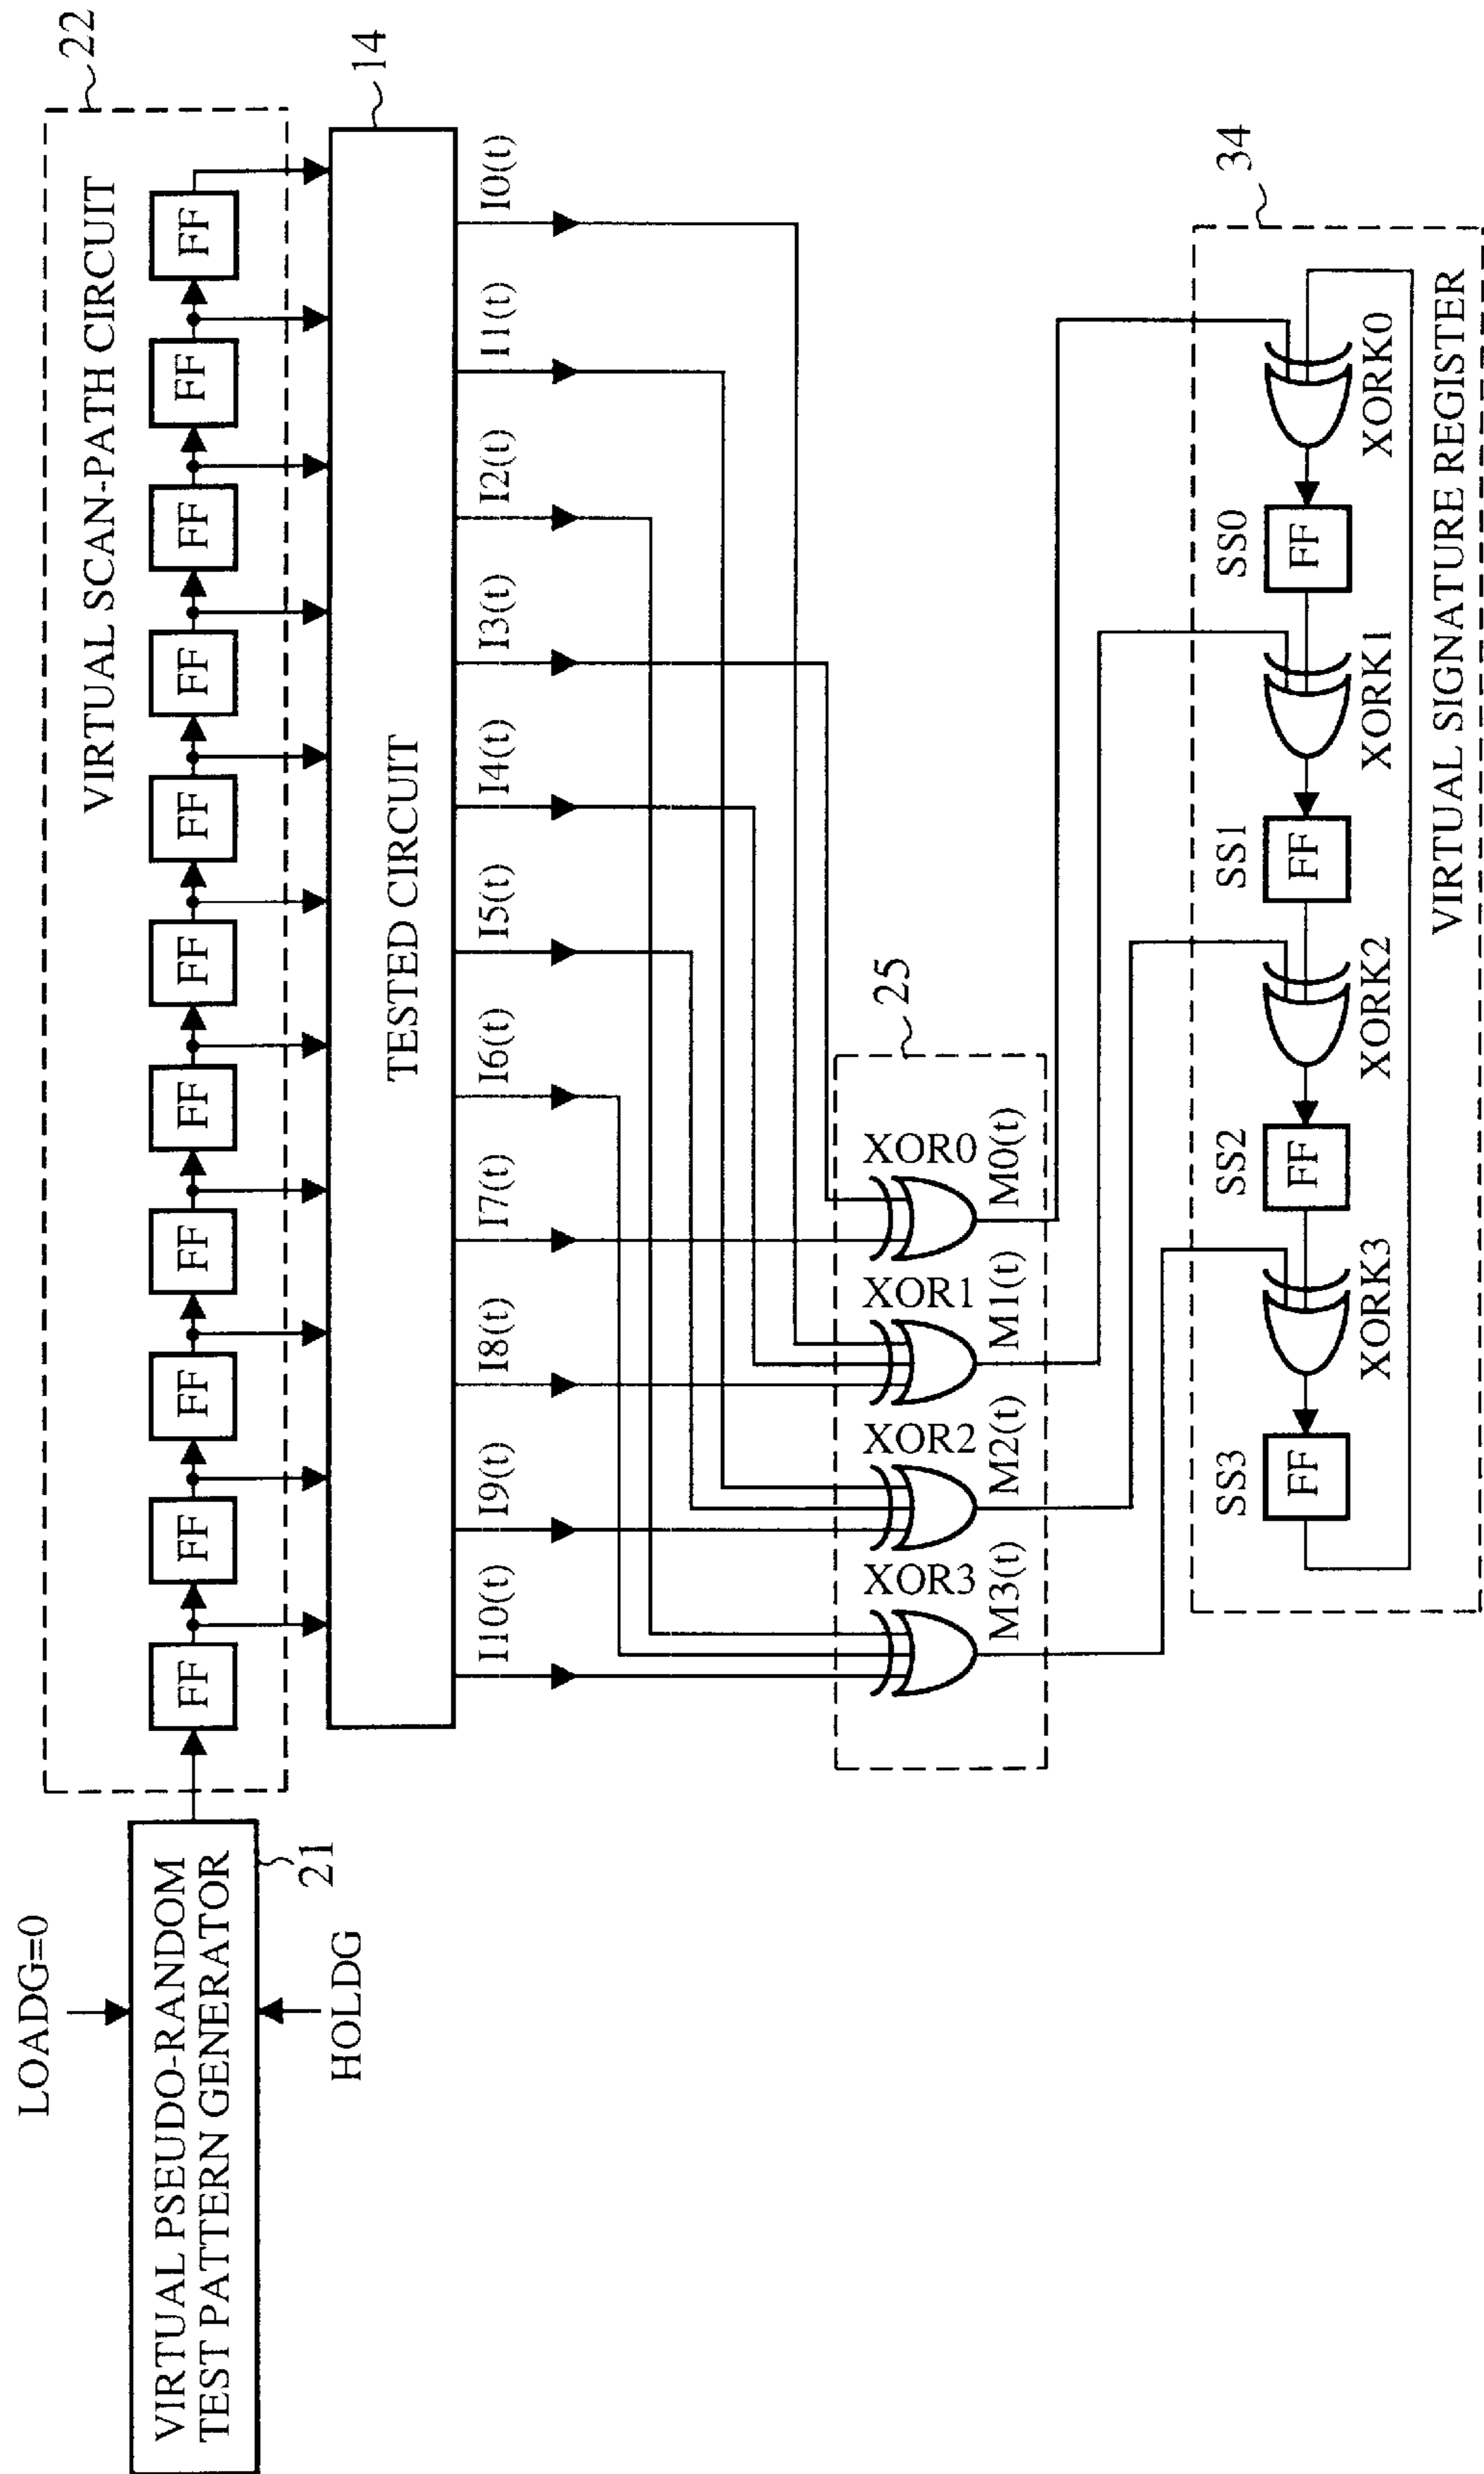 LOADG=0
VIRTUAL PSEUDO-RANDOM
TEST PATTERN GENERATOR
HOLDG
21
22
VIRTUAL SCAN-PATH CIRCUIT
FF
FF
FF
FF
FF
FF
FF
FF
FF
FF
FF
14
TESTED CIRCUIT
I10(t)
I9(t)
I8(t)
I7(t)
I6(t)
I5(t)
I4(t)
I3(t)
I2(t)
I1(t)
I0(t)
25
XOR3
XOR2
XOR1
XOR0
M3(t)
M2(t)
M1(t)
M0(t)
34
SS3
SS2
SS1
SS0
FF
FF
FF
FF
XORK3
XORK2
XORK1
XORK0
VIRTUAL SIGNATURE REGISTER